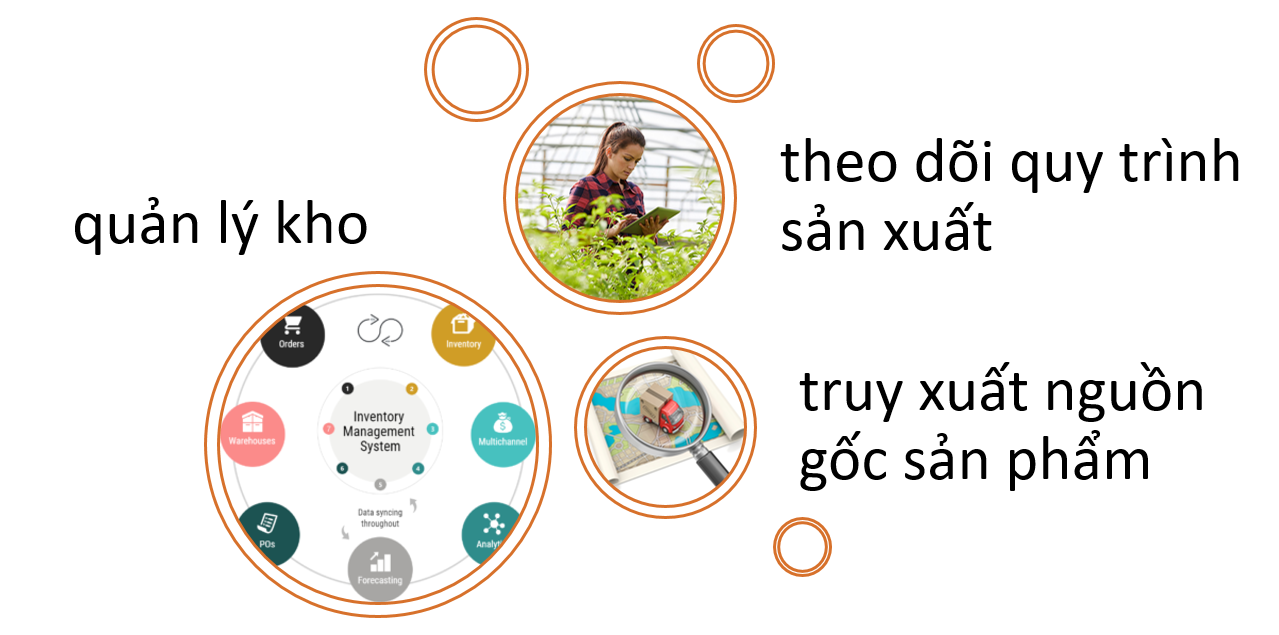 quản lý kho
theo dõi quy trình
sản xuất
Orders
Inventory
Warehouses
1
2
7
Inventory
3
Management
System
Multichannel
6
4
5
Data syncing
throughout
POs
Analyti
Forecasting
truy xuất nguồn
gốc sản phẩm